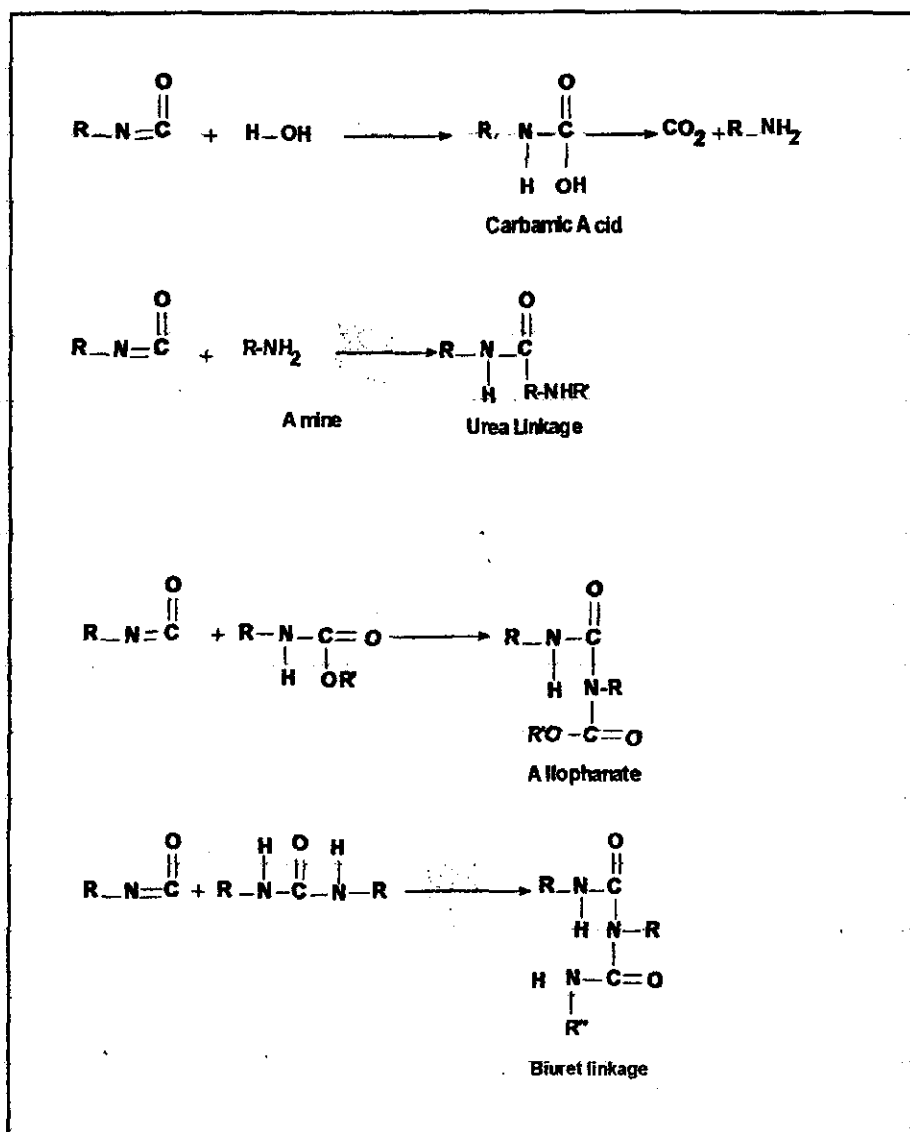 O
R-N=C + H-OH → R, N-C → CO2 + R-NH2
H OH
Carbamic Acid
O O
R-N=C + R-NH2 → R-N-C
H R-NHR'
Amine Urea Linkage
O O
R-N=C + R-N-C=O → R-N-C
H OR' H N-R
R'O-C=O
Allophanate
O H O H O
R-N=C + R-N-C-N-R → R-N-C
H N-R
H N-C=O
R"
Biuret linkage